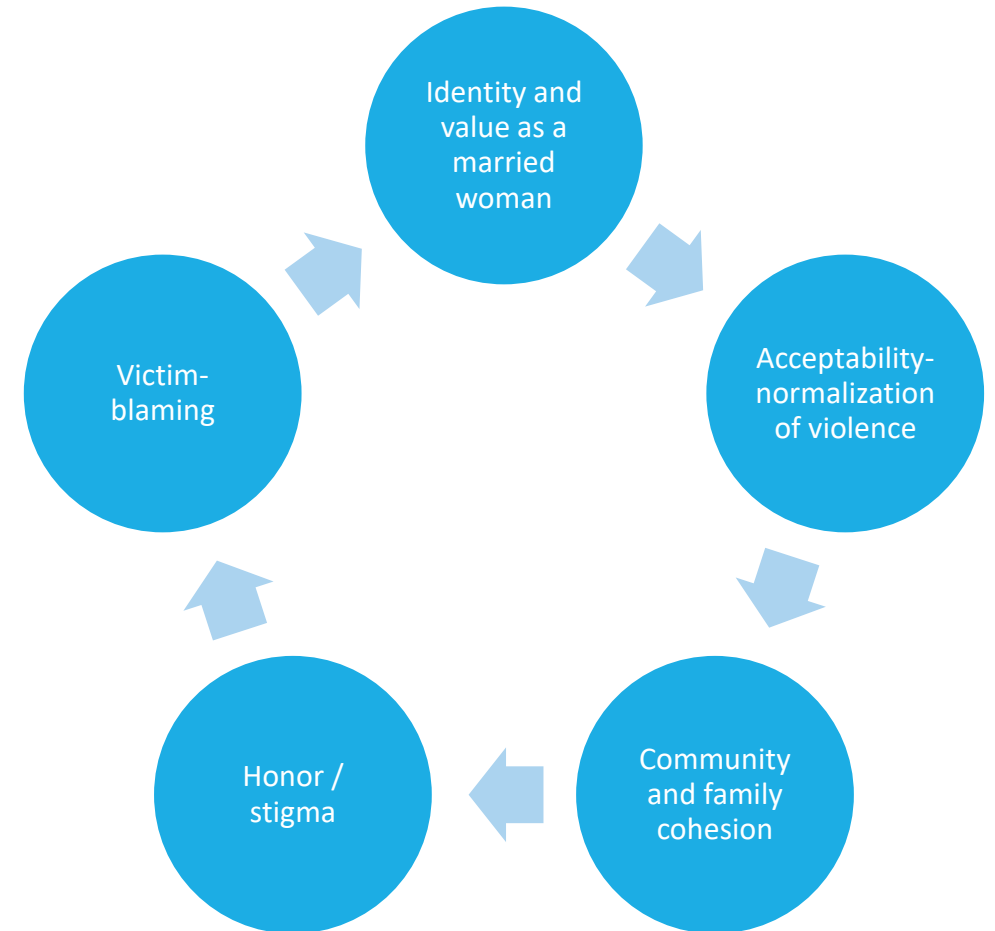 Identity and
value as a
married
woman
Acceptability-
normalization
of violence
Community
and family
cohesion
Honor /
stigma
Victim-
blaming